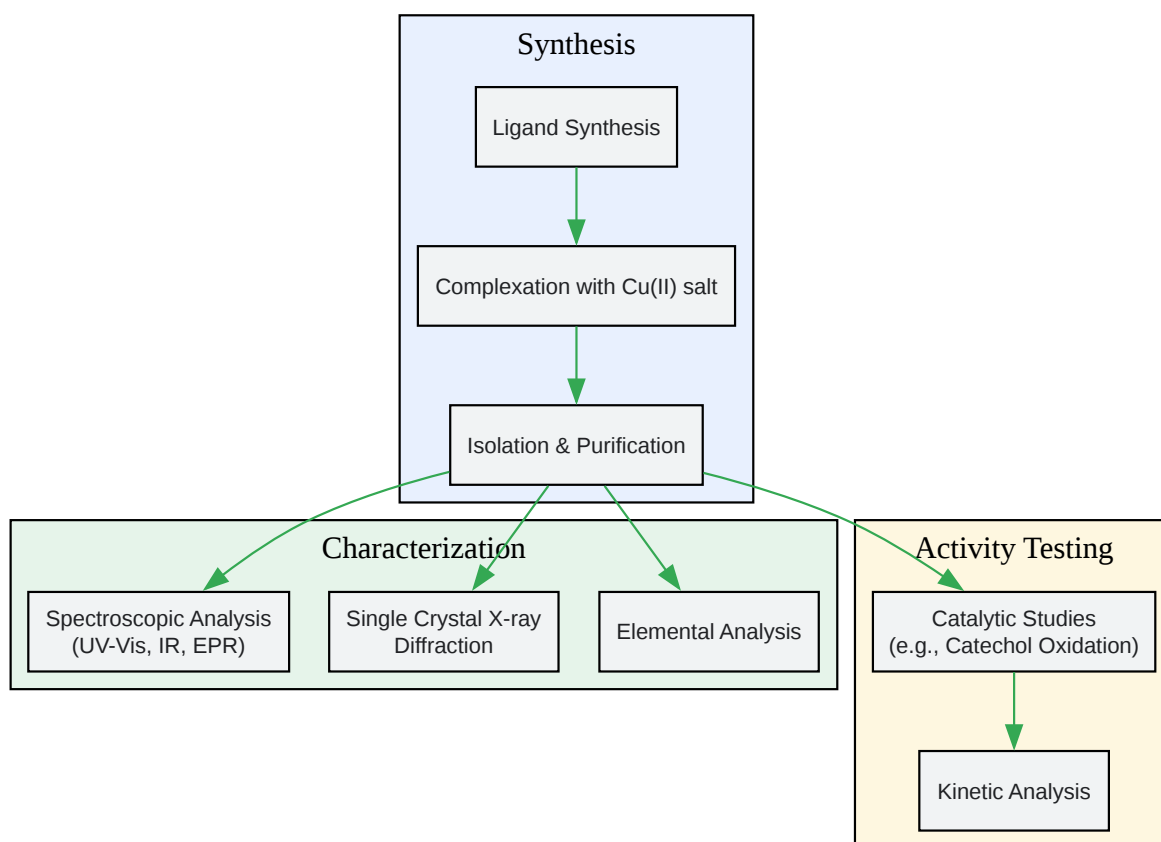 Synthesis
Ligand Synthesis
Complexation with Cu(II) salt
Isolation & Purification
Characterization
Spectroscopic Analysis
(UV-Vis, IR, EPR)
Single Crystal X-ray
Diffraction
Elemental Analysis
Activity Testing
Catalytic Studies
(e.g., Catechol Oxidation)
Kinetic Analysis